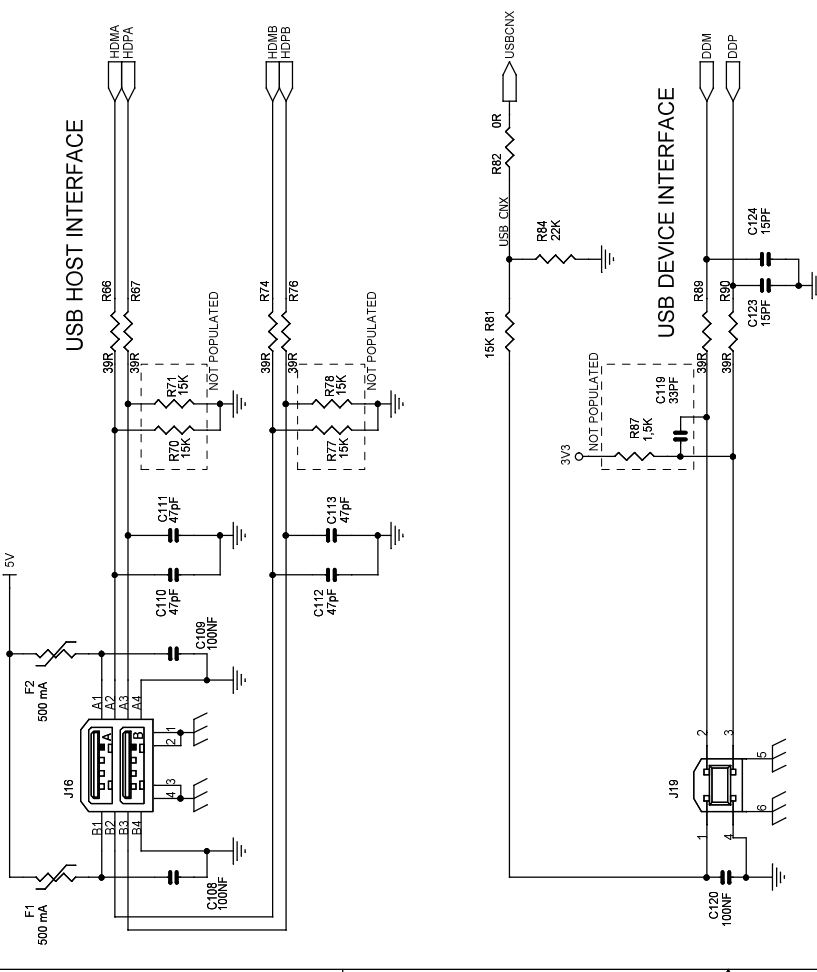 HDMA
HDPA
HDMB
HDPB
USBCNX
DDM
DDP
USB HOST INTERFACE
0R
R82
USB_CNX
R84
22K
USB DEVICE INTERFACE
C124
15PF
C123
15PF
R66
R67
39R
39R
R74
R76
39R
39R
15K R81
R89
R90
39R
39R
NOT POPULATED
R71
15K
R70
15K
NOT POPULATED
R78
15K
R77
15K
NOT POPULATED
C119
33PF
R87
1,5K
3V3
C111
47pF
C110
47pF
C113
47pF
C112
47pF
5V
F2
500 mA
C109
100NF
A1
A2
A3
A4
J16
A
B
1
2
3
4
B1
B2
B3
B4
F1
500 mA
C108
100NF
J19
2
3
5
6
1
4
C120
100NF